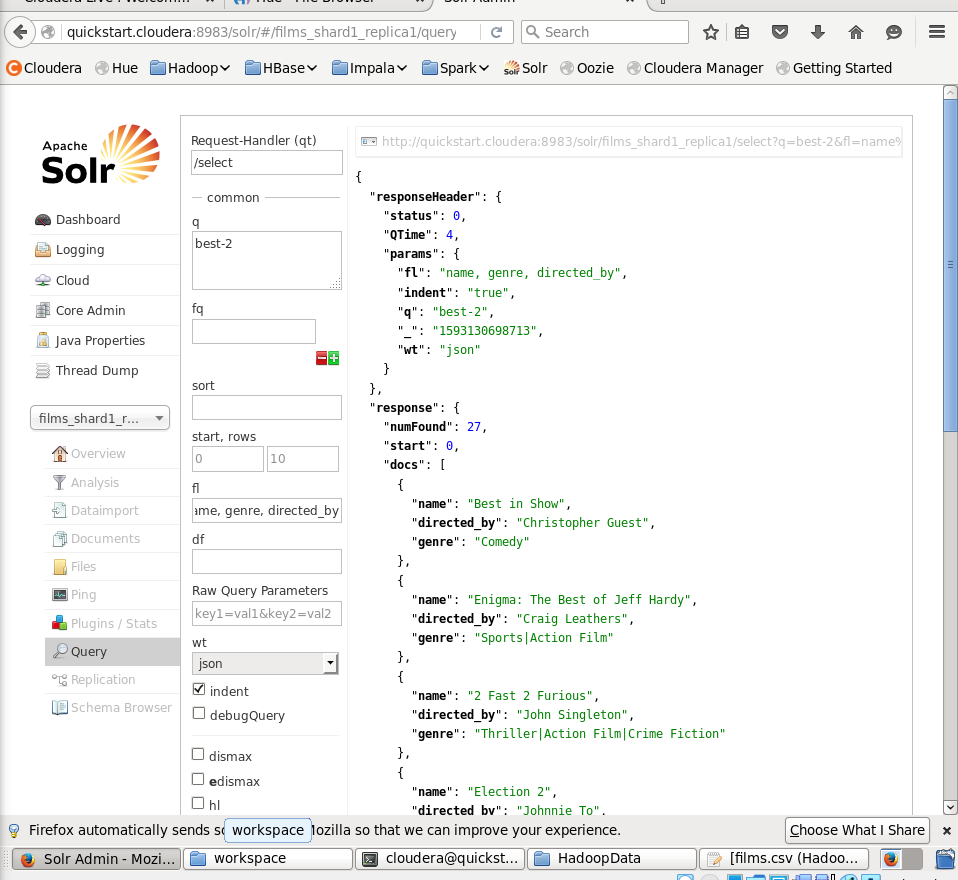 Solr Admin
quickstart.cloudera:8983/solr/#/films_shard1_replica1/query
Search
Cloudera Hue Hadoop HBase Impala Spark Solr Oozie Cloudera Manager Getting Started
Apache
Solr
Dashboard
Logging
Cloud
Core Admin
Java Properties
Thread Dump
films_shard1_r...
Overview
Analysis
Dataimport
Documents
Files
Ping
Plugins / Stats
Query
Replication
Schema Browser
Request-Handler (qt)
/select
common
q
best-2
fq
sort
start, rows
0 10
fl
ame, genre, directed_by
df
Raw Query Parameters
key1=val1&key2=val2
wt
json
indent
debugQuery
dismax
edismax
hl
http://quickstart.cloudera:8983/solr/films_shard1_replica1/select?q=best-2&fl=name%
{
"responseHeader": {
"status": 0,
"QTime": 4,
"params": {
"fl": "name, genre, directed_by",
"indent": "true",
"q": "best-2",
"_": "1593130698713",
"wt": "json"
}
},
"response": {
"numFound": 27,
"start": 0,
"docs": [
{
"name": "Best in Show",
"directed_by": "Christopher Guest",
"genre": "Comedy"
},
{
"name": "Enigma: The Best of Jeff Hardy",
"directed_by": "Craig Leathers",
"genre": "Sports|Action Film"
},
{
"name": "2 Fast 2 Furious",
"directed_by": "John Singleton",
"genre": "Thriller|Action Film|Crime Fiction"
},
{
"name": "Election 2",
"directed_by": "Johnnie To",
Firefox automatically sends so workspace Mozilla so that we can improve your experience.
Choose What I Share
Solr Admin - Mozi... workspace cloudera@quickst... HadoopData [films.csv (Hadoo...